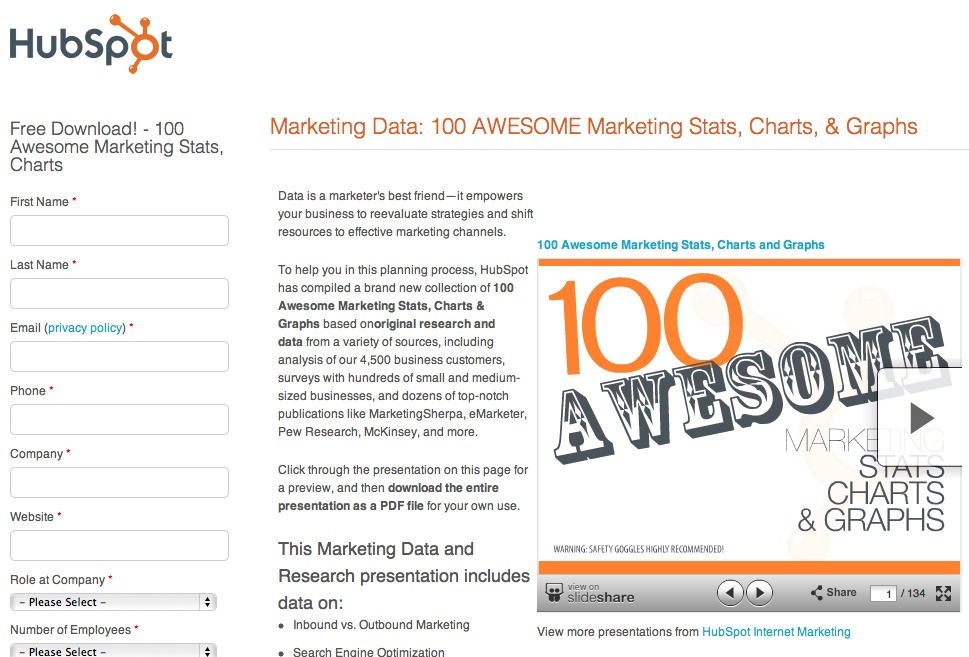 HubSpot
Free Download! - 100
Awesome Marketing Stats,
Charts
First Name *
Last Name *
Email (privacy policy) *
Phone *
Company *
Website *
Role at Company *
– Please Select –
Number of Employees *
– Please Select –
Marketing Data: 100 AWESOME Marketing Stats, Charts, & Graphs
Data is a marketer's best friend—it empowers
your business to reevaluate strategies and shift
resources to effective marketing channels.
To help you in this planning process, HubSpot
has compiled a brand new collection of 100
Awesome Marketing Stats, Charts &
Graphs based onoriginal research and
data from a variety of sources, including
analysis of our 4,500 business customers,
surveys with hundreds of small and medium-
sized businesses, and dozens of top-notch
publications like MarketingSherpa, eMarketer,
Pew Research, McKinsey, and more.
Click through the presentation on this page for
a preview, and then download the entire
presentation as a PDF file for your own use.
This Marketing Data and
Research presentation includes
data on:
• Inbound vs. Outbound Marketing
• Search Engine Optimization
100 Awesome Marketing Stats, Charts and Graphs
100
AWESOME
MARKETING
STATS
CHARTS
& GRAPHS
WARNING: SAFETY GOGGLES HIGHLY RECOMMENDED!
view on
slideshare
Share
1 / 134
View more presentations from HubSpot Internet Marketing